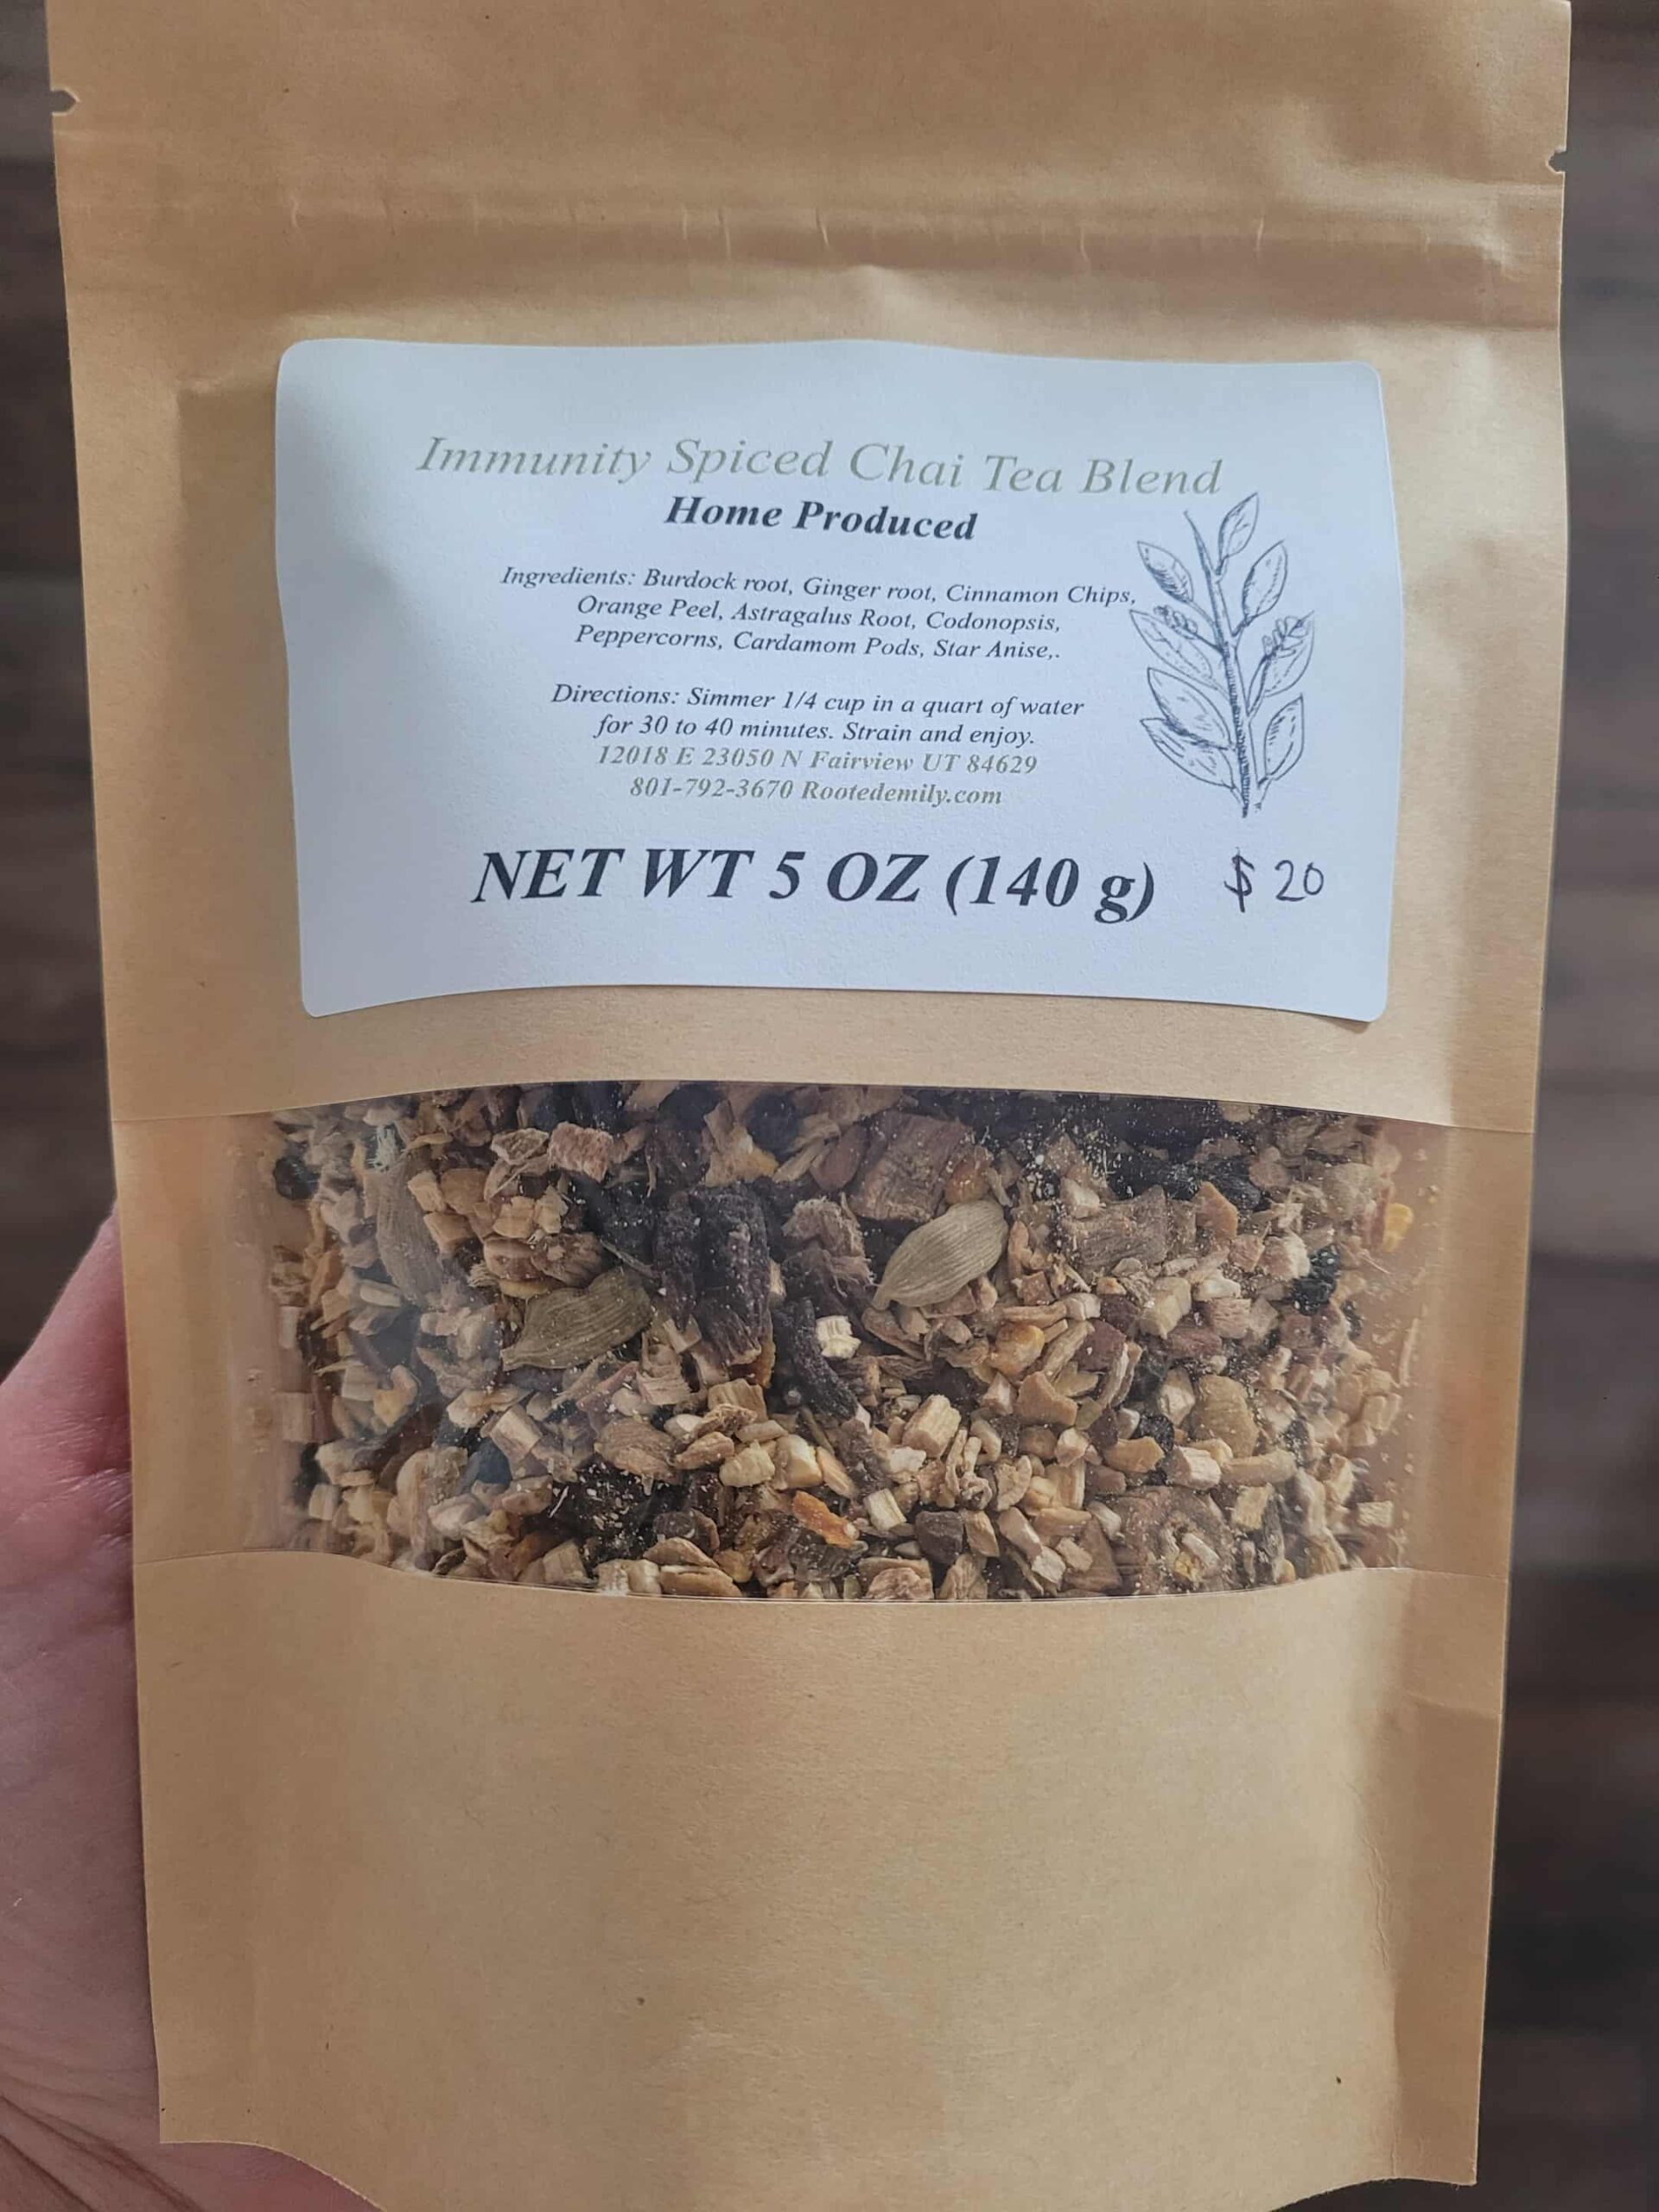 Immunity Spiced Chai Tea Blend
Home Produced
Ingredients: Burdock root, Ginger root, Cinnamon Chips,
Orange Peel, Astragalus Root, Codonopsis,
Peppercorns, Cardamom Pods, Star Anise,.
Directions: Simmer 1/4 cup in a quart of water
for 30 to 40 minutes. Strain and enjoy.
12018 E 23050 N Fairview UT 84629
801-792-3670 Rootedemily.com
NET WT 5 OZ (140 g) $20